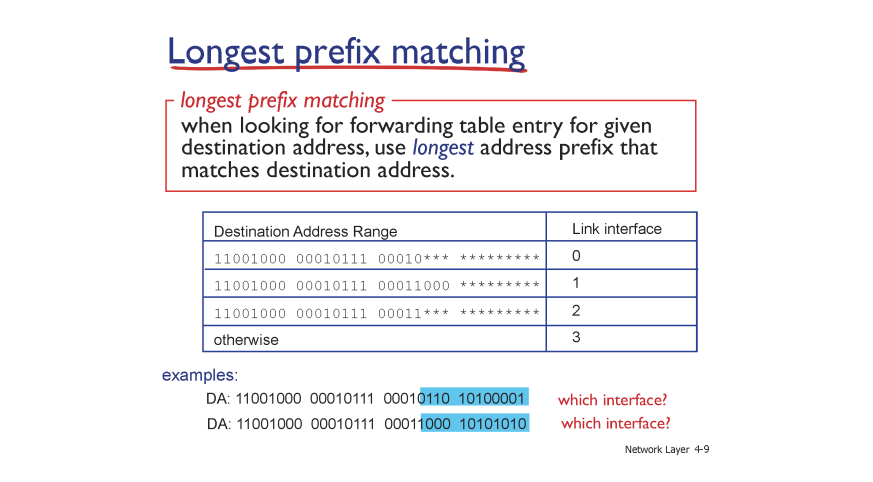 Longest prefix matching
longest prefix matching
when looking for forwarding table entry for given
destination address, use longest address prefix that
matches destination address.
Destination Address Range Link interface
11001000 00010111 00010*** ********* 0
11001000 00010111 00011000 ********* 1
11001000 00010111 00011*** ********* 2
otherwise 3
examples:
DA: 11001000 00010111 00010110 10100001 which interface?
DA: 11001000 00010111 00011000 10101010 which interface?
Network Layer 4-9